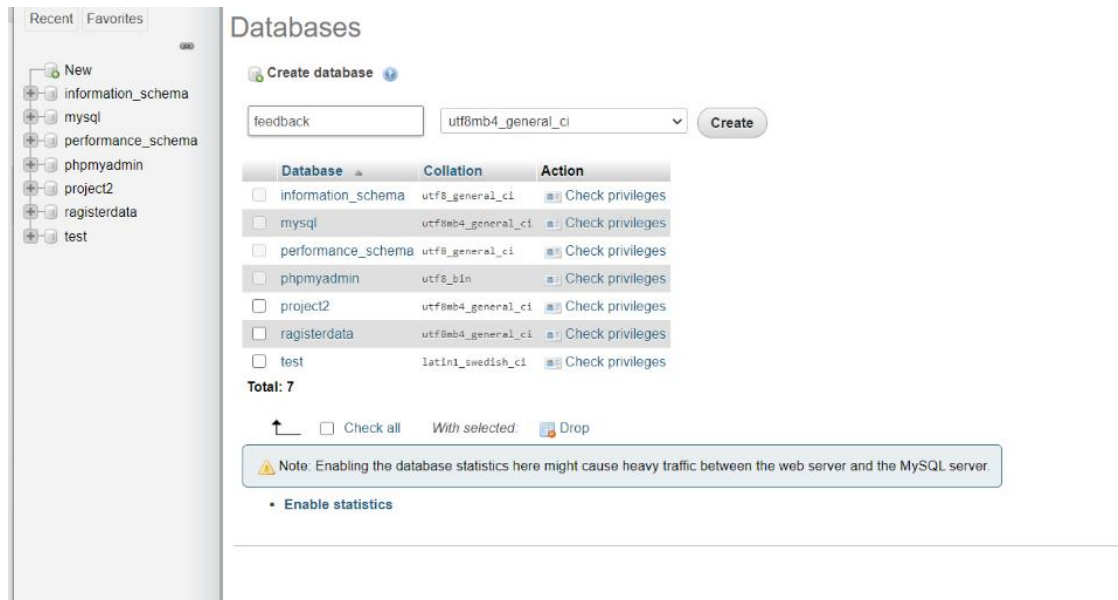 Recent Favorites
New
information_schema
mysql
performance_schema
phpmyadmin
project2
ragisterdata
test
Databases
Create database
feedback utf8mb4_general_ci Create
Database Collation Action
information_schema utf8_general_ci Check privileges
mysql utf8mb4_general_ci Check privileges
performance_schema utf8_general_ci Check privileges
phpmyadmin utf8_bin Check privileges
project2 utf8mb4_general_ci Check privileges
ragisterdata utf8mb4_general_ci Check privileges
test latin1_swedish_ci Check privileges
Total: 7
Check all With selected: Drop
Note: Enabling the database statistics here might cause heavy traffic between the web server and the MySQL server.
• Enable statistics